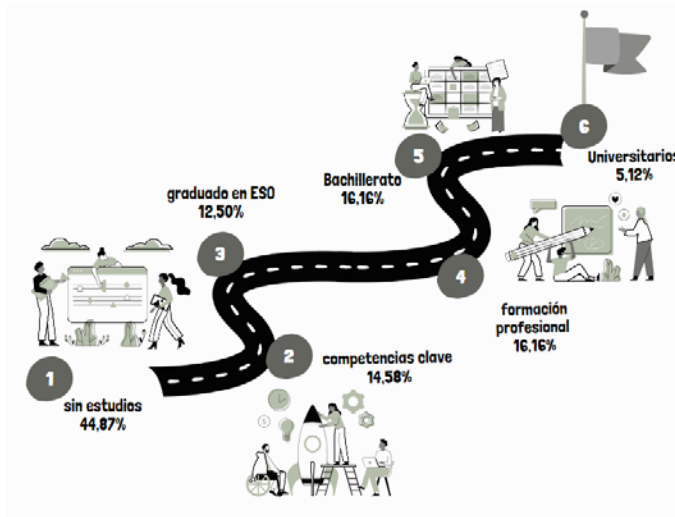 1
sin estudios
44,87%
2
competencias clave
14,58%
3
graduado en ESO
12,50%
4
formación
profesional
16,16%
5
Bachillerato
16,16%
6
Universitarios
5,12%